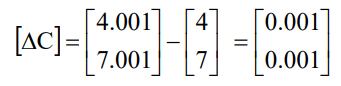 [ΔC] = [4.001 7.001] − [4 7] = [0.001 0.001]